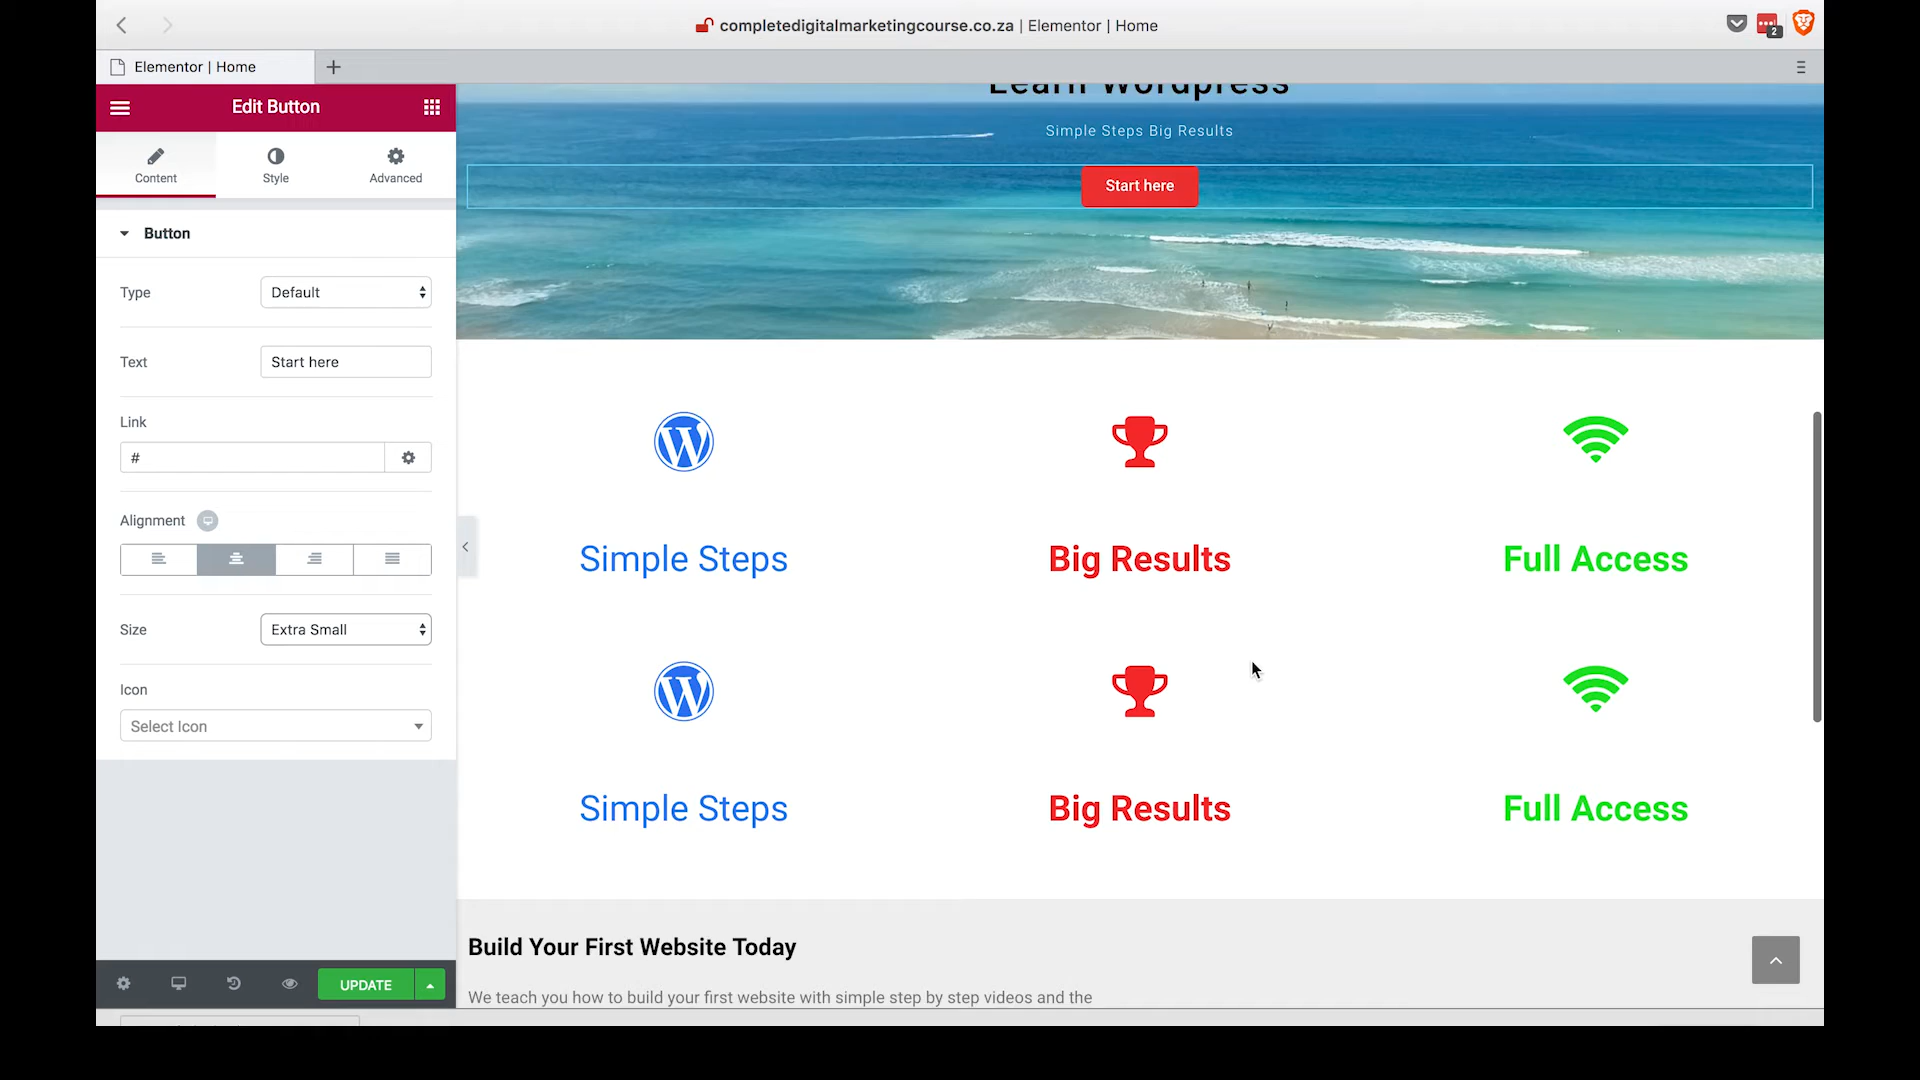 completedigitalmarketingcourse.co.za | Elementor | Home
2
Elementor | Home
Edit Button
Content
Style
Advanced
Button
Type
Default
Text
Start here
Link
#
Alignment
Size
Extra Small
Icon
Select Icon
UPDATE
Learn Wordpress
Simple Steps Big Results
Start here
Simple Steps
Big Results
Full Access
Simple Steps
Big Results
Full Access
Build Your First Website Today
We teach you how to build your first website with simple step by step videos and the